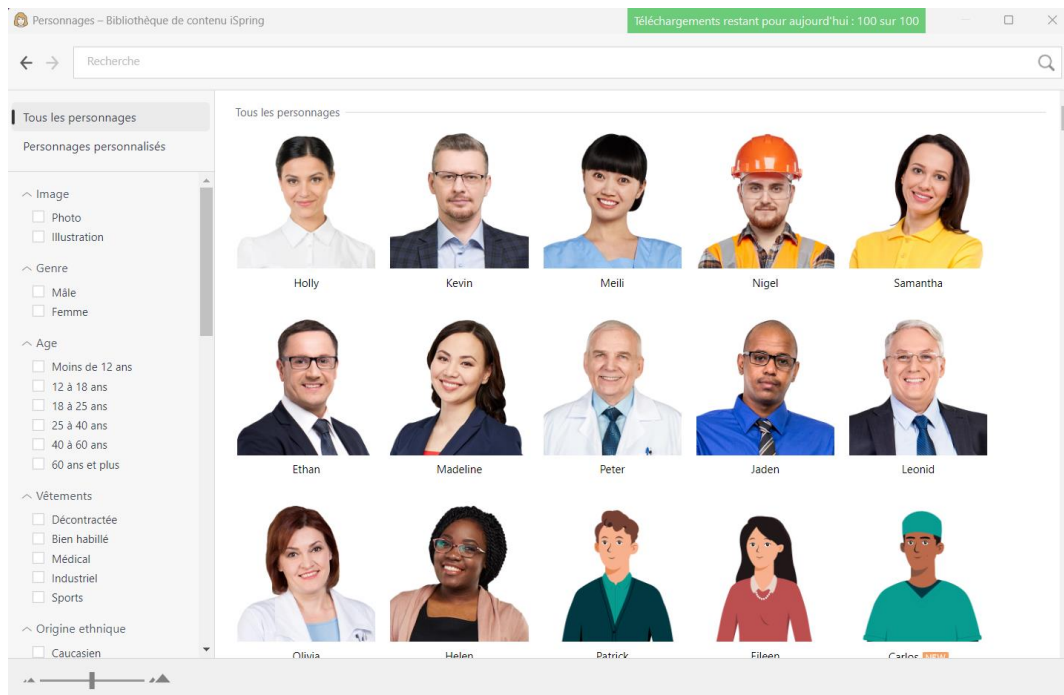 Personnages – Bibliothèque de contenu iSpring
Téléchargements restant pour aujourd'hui : 100 sur 100
Recherche
Tous les personnages
Personnages personnalisés
Image
Photo
Illustration
Genre
Mâle
Femme
Age
Moins de 12 ans
12 à 18 ans
18 à 25 ans
25 à 40 ans
40 à 60 ans
60 ans et plus
Vêtements
Décontractée
Bien habillé
Médical
Industriel
Sports
Origine ethnique
Caucasien
Tous les personnages
Holly Kevin Meili Nigel Samantha
Ethan Madeline Peter Jaden Leonid
Olivia Helen Patrick Eileen Carlos NEW